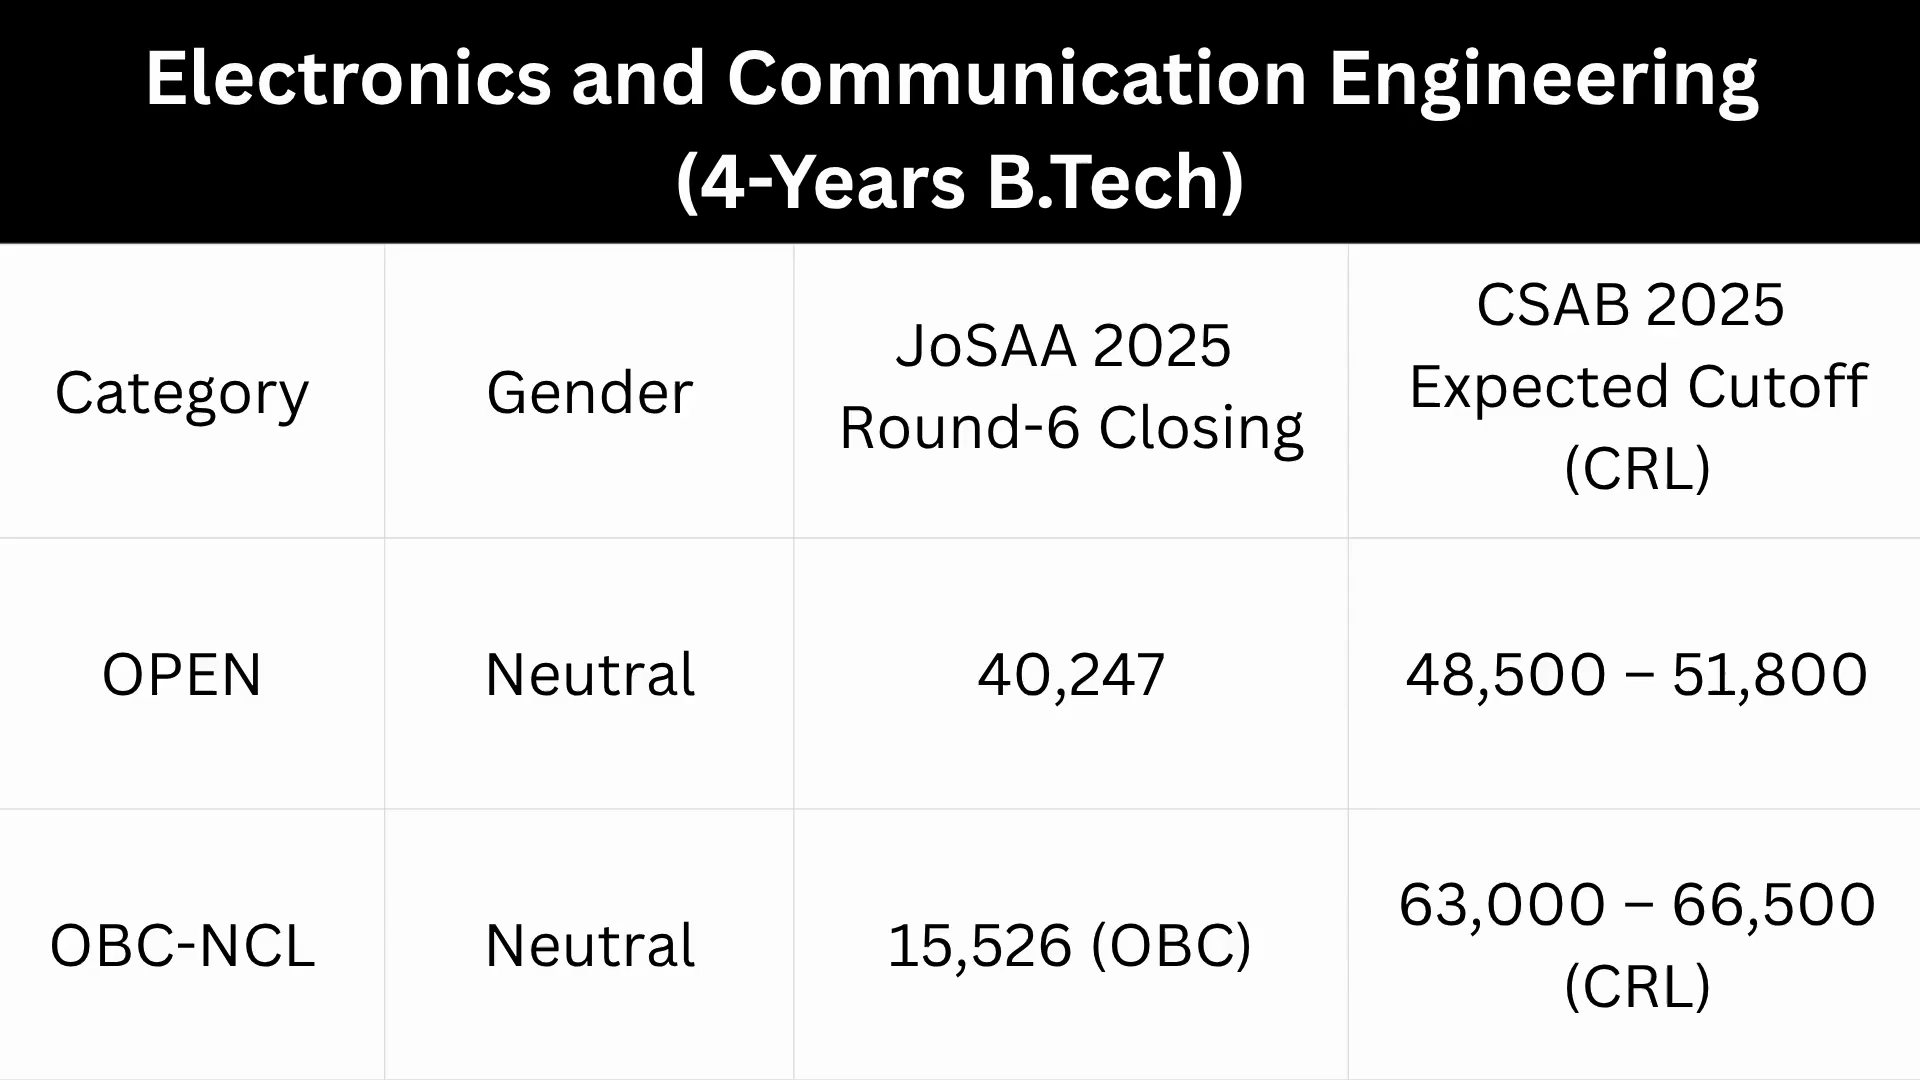 Electronics and Communication Engineering
(4-Years B.Tech)
Category
Gender
JoSAA 2025
Round-6 Closing
CSAB 2025
Expected Cutoff
(CRL)
OPEN
Neutral
40,247
48,500 – 51,800
OBC-NCL
Neutral
15,526 (OBC)
63,000 – 66,500
(CRL)